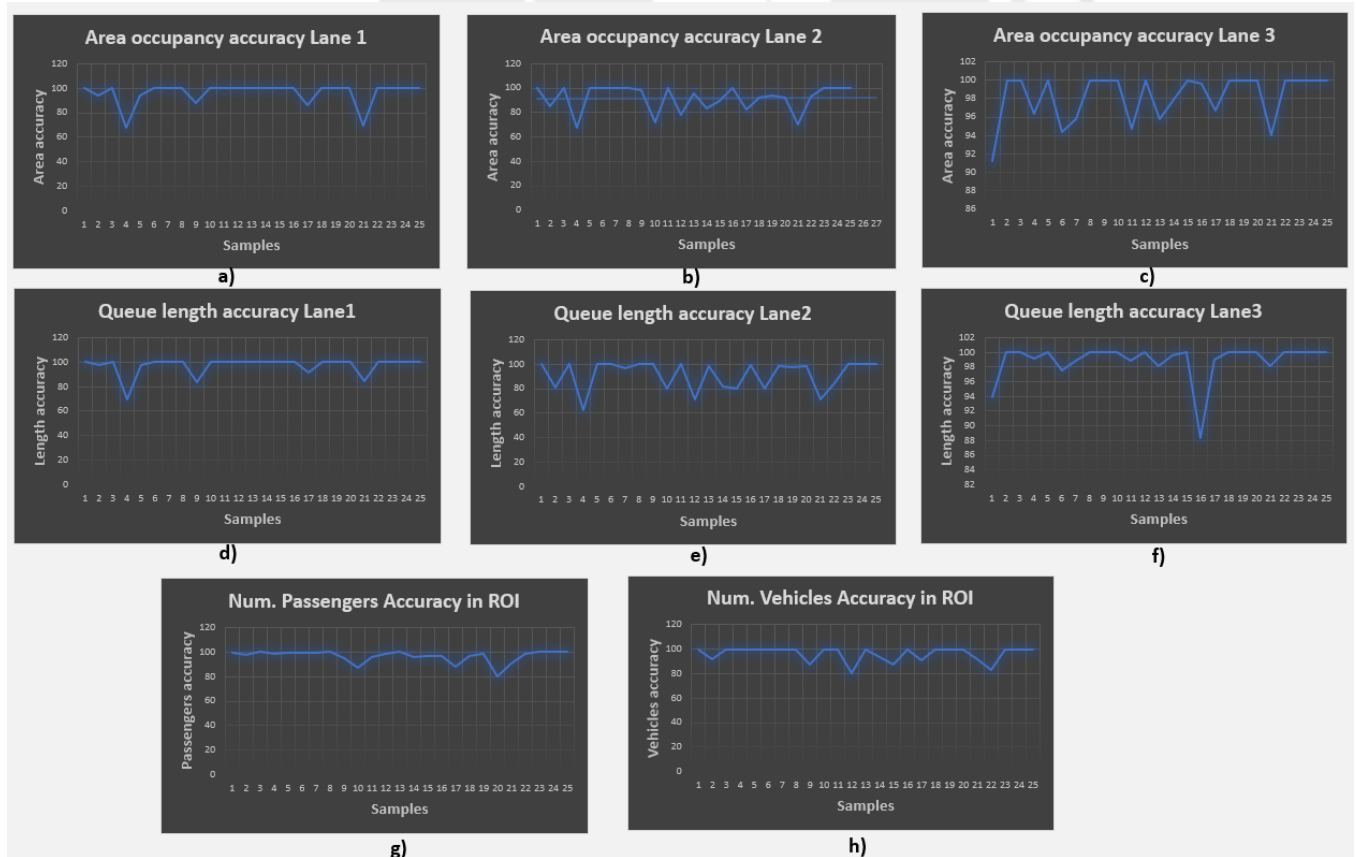 Area occupancy accuracy Lane 1
120
100
80
60
40
20
0
Area accuracy
1 2 3 4 5 6 7 8 9 10 11 12 13 14 15 16 17 18 19 20 21 22 23 24 25
Samples
a)
Area occupancy accuracy Lane 2
120
100
80
60
40
20
0
Area accuracy
1 2 3 4 5 6 7 8 9 10 11 12 13 14 15 16 17 18 19 20 21 22 23 24 25 26 27
Samples
b)
Area occupancy accuracy Lane 3
102
100
98
96
94
92
90
88
86
Area accuracy
1 2 3 4 5 6 7 8 9 10 11 12 13 14 15 16 17 18 19 20 21 22 23 24 25
Samples
c)
Queue length accuracy Lane1
120
100
80
60
40
20
0
Length accuracy
1 2 3 4 5 6 7 8 9 10 11 12 13 14 15 16 17 18 19 20 21 22 23 24 25
Samples
d)
Queue length accuracy Lane2
120
100
80
60
40
20
0
Length accuracy
1 2 3 4 5 6 7 8 9 10 11 12 13 14 15 16 17 18 19 20 21 22 23 24 25
Samples
e)
Queue length accuracy Lane3
102
100
98
96
94
92
90
88
86
84
82
Length accuracy
1 2 3 4 5 6 7 8 9 10 11 12 13 14 15 16 17 18 19 20 21 22 23 24 25
Samples
f)
Num. Passengers Accuracy in ROI
120
100
80
60
40
20
0
Passengers accuracy
1 2 3 4 5 6 7 8 9 10 11 12 13 14 15 16 17 18 19 20 21 22 23 24 25
Samples
g)
Num. Vehicles Accuracy in ROI
120
100
80
60
40
20
0
Vehicles accuracy
1 2 3 4 5 6 7 8 9 10 11 12 13 14 15 16 17 18 19 20 21 22 23 24 25
Samples
h)